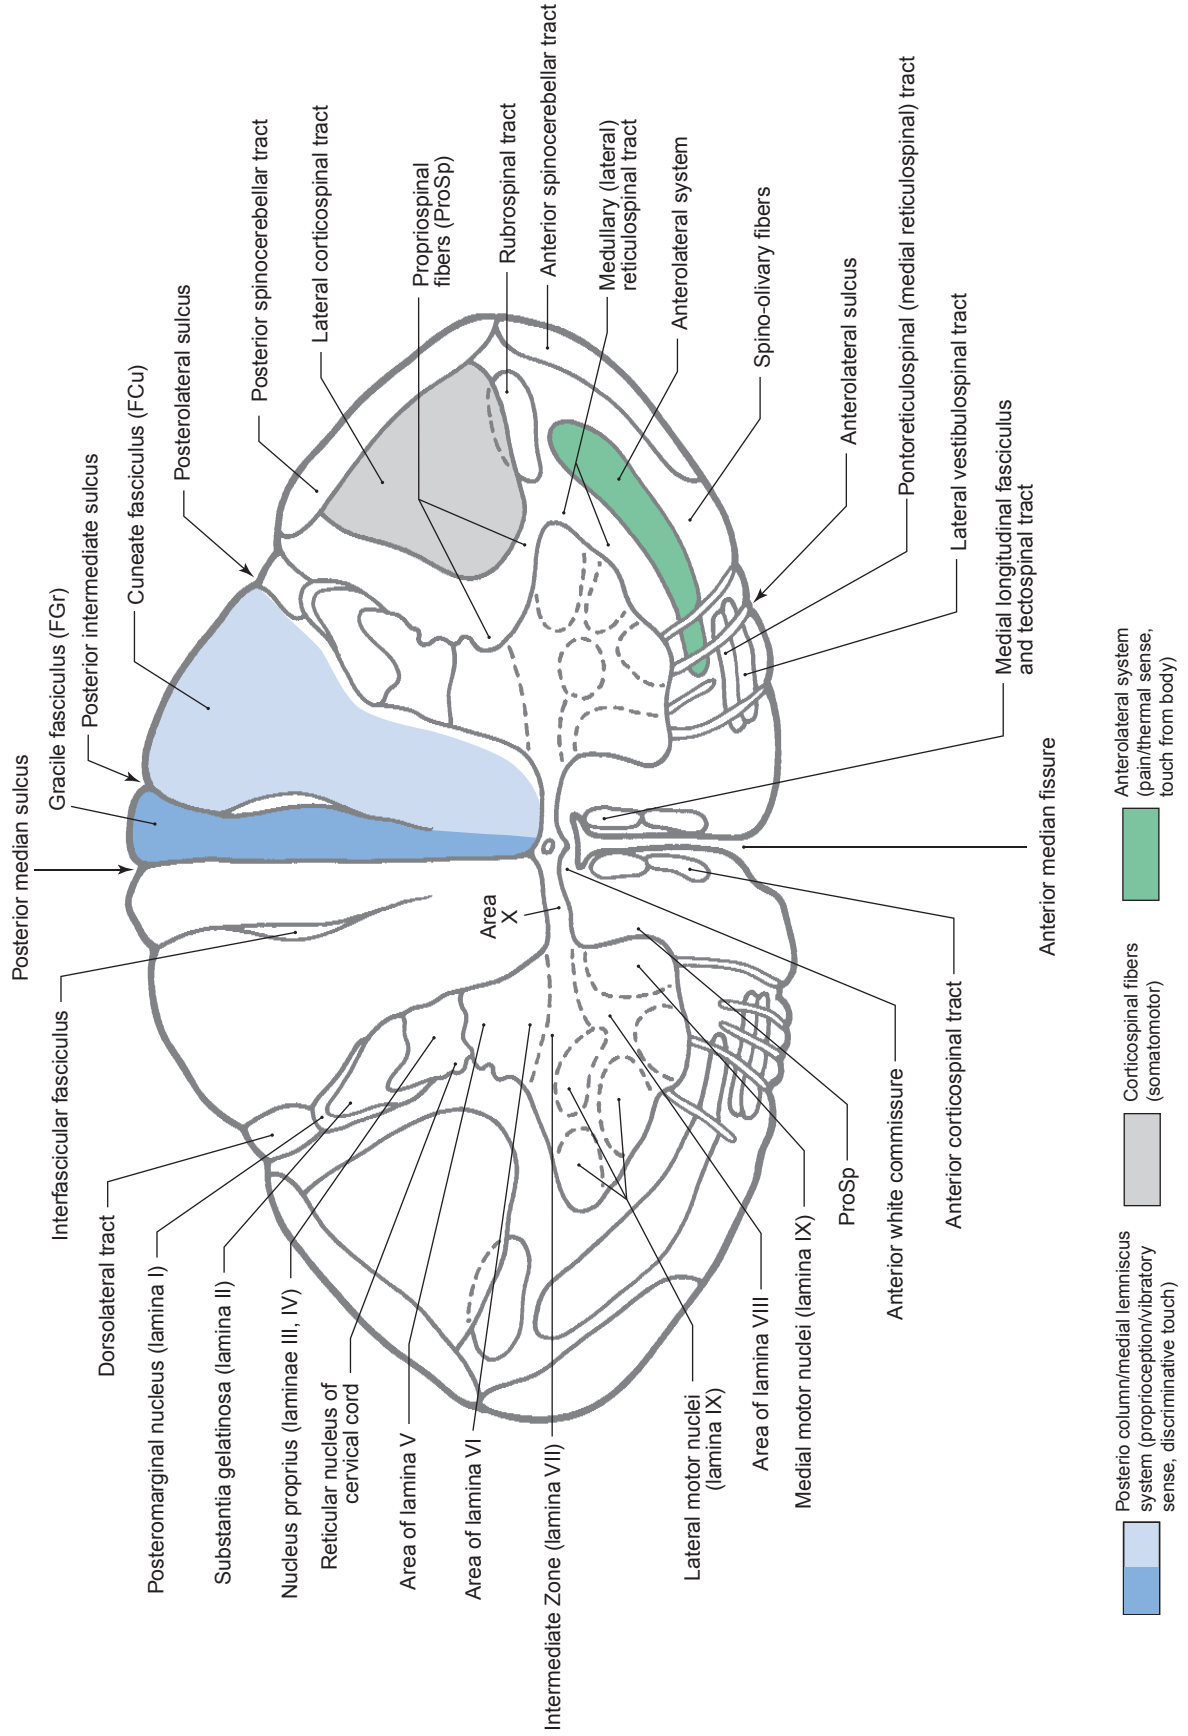 Posterior median sulcus
Gracile fasciculus (FGr)
Posterior intermediate sulcus
Cuneate fasciculus (FCu)
Posterolateral sulcus
Posterior spinocerebellar tract
Lateral corticospinal tract
Propriospinal
fibers (ProSp)
Rubrospinal tract
Anterior spinocerebellar tract
Medullary (lateral)
reticulospinal tract
Anterolateral system
Spino-olivary fibers
Anterolateral sulcus
Pontoreticulospinal (medial reticulospinal) tract
Lateral vestibulospinal tract
Medial longitudinal fasciculus
and tectospinal tract
Anterior median fissure
Area
X
Interfascicular fasciculus
Dorsolateral tract
Posteromarginal nucleus (lamina I)
Substantia gelatinosa (lamina II)
Nucleus proprius (laminae III, IV)
Reticular nucleus of
cervical cord
Area of lamina V
Area of lamina VI
Intermediate Zone (lamina VII)
Lateral motor nuclei
(lamina IX)
Area of lamina VIII
Medial motor nuclei (lamina IX)
ProSp
Anterior white commissure
Anterior corticospinal tract
Posterio column/medial lemniscus
system (proprioception/vibratory
sense, discriminative touch)
Corticospinal fibers
(somatomotor)
Anterolateral system
(pain/thermal sense,
touch from body)